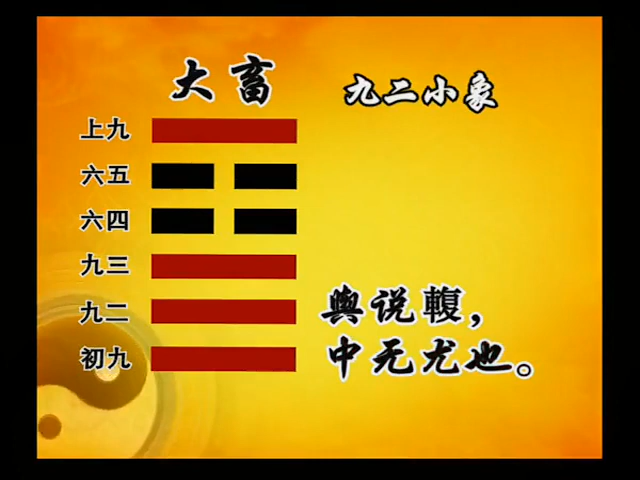 大畜
九二小象
上九
六五
六四
九三
九二
初九
輿说輹，
中无尤也。